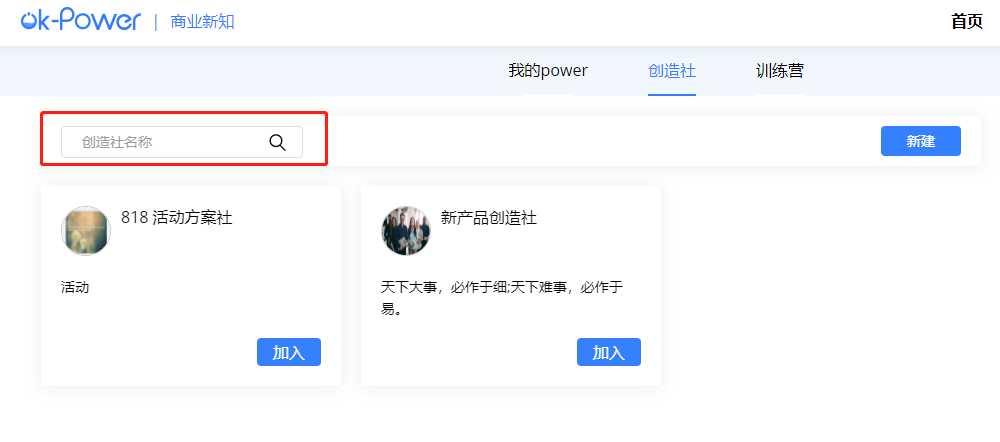 ok-Power | 商业新知
首页
我的power
创造社
训练营
创造社名称
新建
818 活动方案社
活动
加入
新产品创造社
天下大事，必作于细;天下难事，必作于
易。
加入